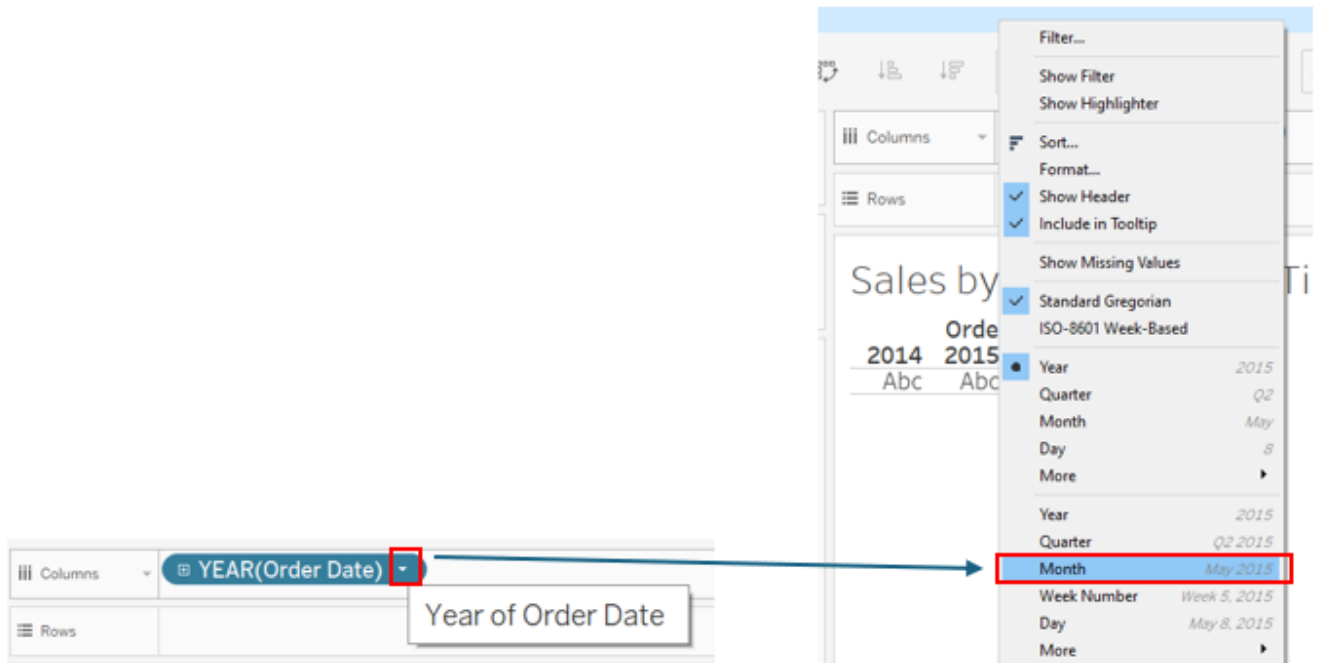 Columns
YEAR(Order Date)
Rows
Year of Order Date
Columns
Rows
Sales by
Ti
Orde
2014 2015
Abc Abc
Filter...
Show Filter
Show Highlighter
Sort...
Format...
Show Header
Include in Tooltip
Show Missing Values
Standard Gregorian
ISO-8601 Week-Based
Year 2015
Quarter Q2
Month May
Day 8
More
Year 2015
Quarter Q2 2015
Month May 2015
Week Number Week 5, 2015
Day May 8, 2015
More